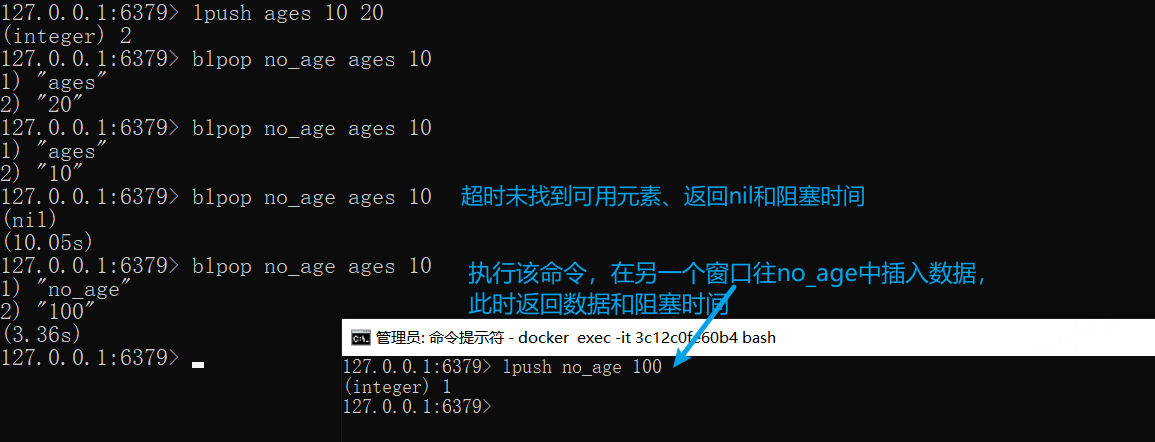 127.0.0.1:6379> lpush ages 10 20
(integer) 2
127.0.0.1:6379> blpop no_age ages 10
1) "ages"
2) "20"
127.0.0.1:6379> blpop no_age ages 10
1) "ages"
2) "10"
127.0.0.1:6379> blpop no_age ages 10
超时未找到可用元素、返回nil和阻塞时间
(nil)
(10.05s)
127.0.0.1:6379> blpop no_age ages 10
执行该命令，在另一个窗口往no_age中插入数据，
此时返回数据和阻塞时间
1) "no_age"
2) "100"
(3.36s)
127.0.0.1:6379>
管理员: 命令提示符 - docker  exec -it 3c12c0fe60b4 bash
127.0.0.1:6379> lpush no_age 100
(integer) 1
127.0.0.1:6379>